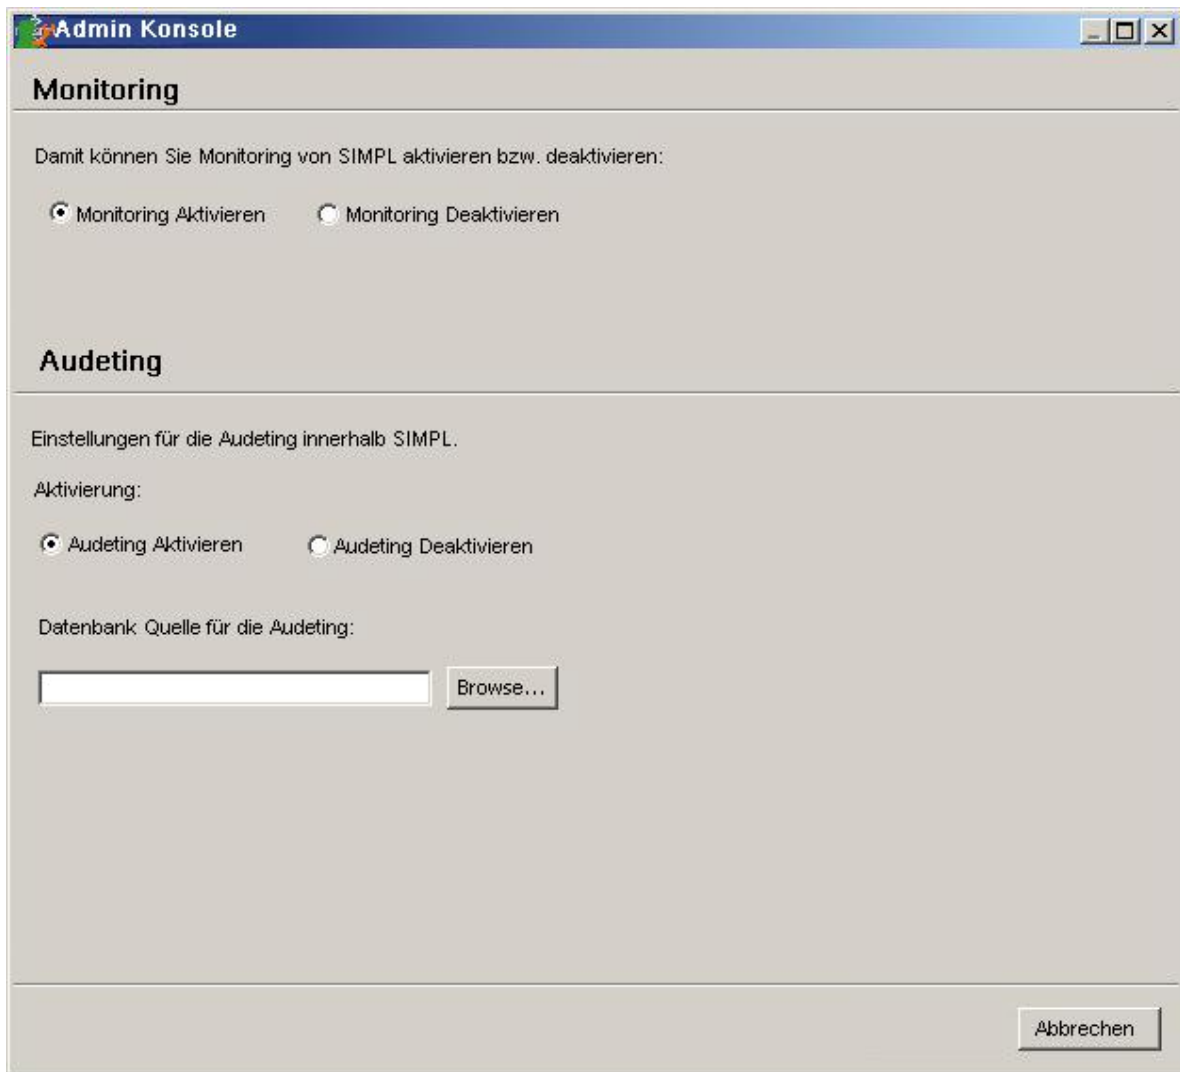 Admin Konsole
Monitoring
Damit können Sie Monitoring von SIMPL aktivieren bzw. deaktivieren:
Monitoring Aktivieren Monitoring Deaktivieren
Audeting
Einstellungen für die Audeting innerhalb SIMPL.
Aktivierung:
Audeting Aktivieren Audeting Deaktivieren
Datenbank Quelle für die Audeting:
Browse...
Abbrechen